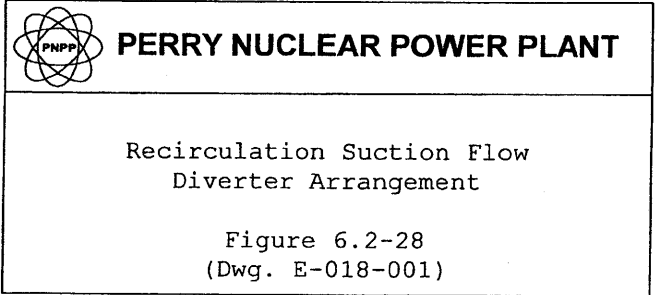 PNPP
PERRY NUCLEAR POWER PLANT
Recirculation Suction Flow
Diverter Arrangement
Figure 6.2-28
(Dwg. E-018-001)